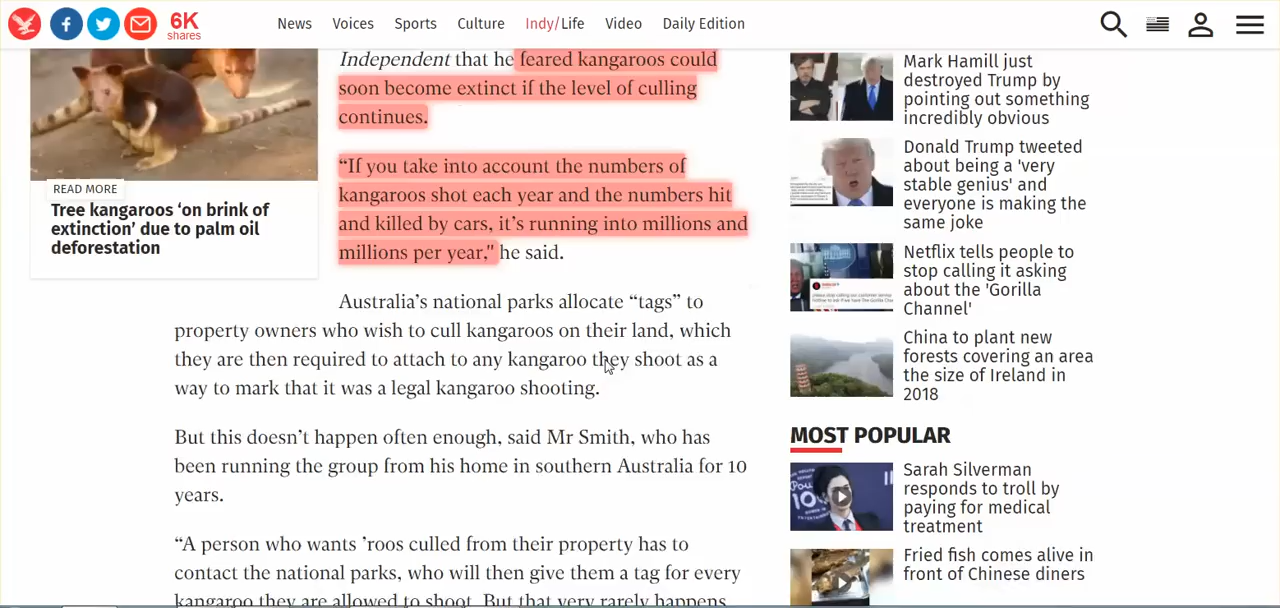 6K
shares
News Voices Sports Culture Indy/Life Video Daily Edition
READ MORE
Tree kangaroos ‘on brink of
extinction’ due to palm oil
deforestation
Independent that he feared kangaroos could
soon become extinct if the level of culling
continues.
“If you take into account the numbers of
kangaroos shot each year and the numbers hit
and killed by cars, it’s running into millions and
millions per year,” he said.
Australia’s national parks allocate “tags” to
property owners who wish to cull kangaroos on their land, which
they are then required to attach to any kangaroo they shoot as a
way to mark that it was a legal kangaroo shooting.
But this doesn’t happen often enough, said Mr Smith, who has
been running the group from his home in southern Australia for 10
years.
“A person who wants ’roos culled from their property has to
contact the national parks, who will then give them a tag for every
kangaroo they are allowed to shoot. But that very rarely happens
Mark Hamill just
destroyed Trump by
pointing out something
incredibly obvious
Donald Trump tweeted
about being a 'very
stable genius' and
everyone is making the
same joke
Netflix tells people to
stop calling it asking
about the 'Gorilla
Channel'
China to plant new
forests covering an area
the size of Ireland in
2018
MOST POPULAR
Sarah Silverman
responds to troll by
paying for medical
treatment
Fried fish comes alive in
front of Chinese diners